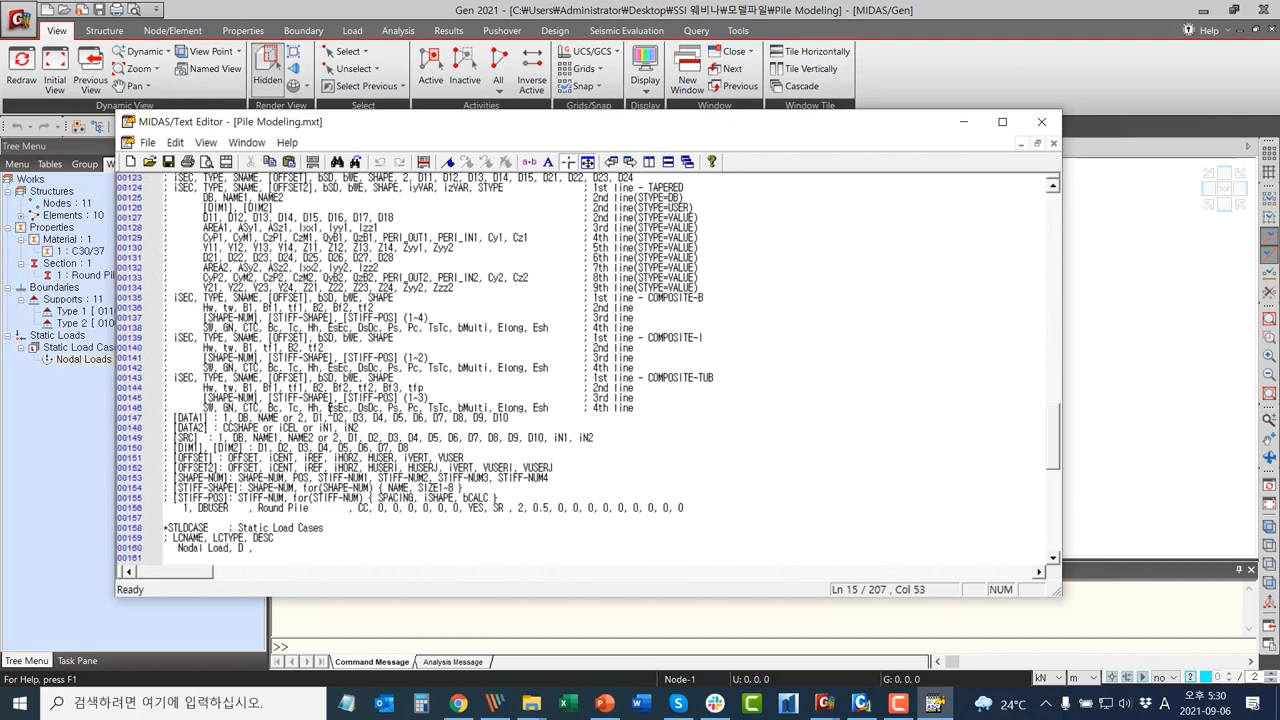 Gen 2021 - [C:\Users\Administrator\Desktop\SSI 웨비나\모델파일\Pile Modeling] - [MIDAS/Gen]
View Structure Node/Element Properties Boundary Load Analysis Results Pushover Design Seismic Evaluation Query Tools Help
Redraw Initial View Previous View Dynamic Zoom Pan View Point Named View Hidden Select Unselect Select Previous Active Inactive All Inverse Active UCS/GCS Grids Snap Display New Window Close Next Previous Tile Horizontally Tile Vertically Cascade
Dynamic View Render View Select Activities Grids/Snap Display Window Window Tile
Tree Menu
Menu Tables Group
Works
Structures
Nodes : 11
Elements : 10
Properties
Material : 1
1 : C30/37
Section : 1
1 : Round Pil
Boundaries
Supports : 11
Type 1 [ 010
Type 2 [ 010
Static Loads
Static Load Cas
Nodal Loads
MIDAS/Text Editor - [Pile Modeling.mxt]
File Edit View Window Help
00123 ; iSEC, TYPE, SNAME, [OFFSET], bSD, bWE, SHAPE, 2, D11, D12, D13, D14, D15, D21, D22, D23, D24
00124 ; iSEC, TYPE, SNAME, [OFFSET2], bSD, bWE, SHAPE, iyVAR, izVAR, STYPE ; 1st line - TAPERED
00125 ; DB, NAME1, NAME2 ; 2nd line(STYPE=DB)
00126 ; [DIM1], [DIM2] ; 2nd line(STYPE=USER)
00127 ; D11, D12, D13, D14, D15, D16, D17, D18 ; 2nd line(STYPE=VALUE)
00128 ; AREA1, ASy1, ASz1, Ixx1, Iyy1, Izz1 ; 3rd line(STYPE=VALUE)
00129 ; CyP1, CyM1, CzP1, CzM1, QyB1, QzB1, PERI_OUT1, PERI_IN1, Cy1, Cz1 ; 4th line(STYPE=VALUE)
00130 ; Y11, Y12, Y13, Y14, Z11, Z12, Z13, Z14, Zyy1, Zyy2 ; 5th line(STYPE=VALUE)
00131 ; D21, D22, D23, D24, D25, D26, D27, D28 ; 6th line(STYPE=VALUE)
00132 ; AREA2, ASy2, ASz2, Ixx2, Iyy2, Izz2 ; 7th line(STYPE=VALUE)
00133 ; CyP2, CyM2, CzP2, CzM2, QyB2, QzB2, PERI_OUT2, PERI_IN2, Cy2, Cz2 ; 8th line(STYPE=VALUE)
00134 ; Y21, Y22, Y23, Y24, Z21, Z22, Z23, Z24, Zyy2, Zzz2 ; 9th line(STYPE=VALUE)
00135 ; iSEC, TYPE, SNAME, [OFFSET], bSD, bWE, SHAPE ; 1st line - COMPOSITE-B
00136 ; Hw, tw, B1, Bf1, tf1, B2, Bf2, tf2 ; 2nd line
00137 ; [SHAPE-NUM], [STIFF-SHAPE], [STIFF-POS] (1~4) ; 3rd line
00138 ; SW, GN, CTC, Bc, Tc, Hh, EsEc, DsDc, Ps, Pc, TsTc, bMulti, Elong, Esh ; 4th line
00139 ; iSEC, TYPE, SNAME, [OFFSET], bSD, bWE, SHAPE ; 1st line - COMPOSITE-I
00140 ; Hw, tw, B1, tf1, B2, tf2 ; 2nd line
00141 ; [SHAPE-NUM], [STIFF-SHAPE], [STIFF-POS] (1~2) ; 3rd line
00142 ; SW, GN, CTC, Bc, Tc, Hh, EsEc, DsDc, Ps, Pc, TsTc, bMulti, Elong, Esh ; 4th line
00143 ; iSEC, TYPE, SNAME, [OFFSET], bSD, bWE, SHAPE ; 1st line - COMPOSITE-TUB
00144 ; Hw, tw, B1, Bf1, tf1, B2, Bf2, tf2, Bf3, tfp ; 2nd line
00145 ; [SHAPE-NUM], [STIFF-SHAPE], [STIFF-POS] (1~3) ; 3rd line
00146 ; SW, GN, CTC, Bc, Tc, Hh, EsEc, DsDc, Ps, Pc, TsTc, bMulti, Elong, Esh ; 4th line
00147 ; [DATA1] : 1, DB, NAME or 2, D1, D2, D3, D4, D5, D6, D7, D8, D9, D10
00148 ; [DATA2] : CCSHAPE or iCEL or iN1, iN2
00149 ; [SRC] : 1, DB, NAME1, NAME2 or 2, D1, D2, D3, D4, D5, D6, D7, D8, D9, D10, iN1, iN2
00150 ; [DIM1], [DIM2] : D1, D2, D3, D4, D5, D6, D7, D8
00151 ; [OFFSET] : OFFSET, iCENT, iREF, iHORZ, HUSER, iVERT, VUSER
00152 ; [OFFSET2]: OFFSET, iCENT, iREF, iHORZ, HUSERI, HUSERJ, iVERT, VUSERI, VUSERJ
00153 ; [SHAPE-NUM]: SHAPE-NUM, POS, STIFF-NUM1, STIFF-NUM2, STIFF-NUM3, STIFF-NUM4
00154 ; [STIFF-SHAPE]: SHAPE-NUM, for(SHAPE-NUM) { NAME, SIZE1~8 }
00155 ; [STIFF-POS]: STIFF-NUM, for(STIFF-NUM) { SPACING, iSHAPE, bCALC }
00156 1, DBUSER , Round Pile , CC, 0, 0, 0, 0, 0, 0, YES, SR , 2, 0.5, 0, 0, 0, 0, 0, 0, 0, 0, 0
00157
00158 *STLDCASE ; Static Load Cases
00159 ; LCNAME, LCTYPE, DESC
00160 Nodal Load, D ,
00161
Ready Ln 15 / 207 , Col 53 NUM
>>
Tree Menu Task Pane Command Message Analysis Message
For Help, press F1 Node-1 U: 0, 0, 0 G: 0, 0, 0 kN m no 2
검색하려면 여기에 입력하십시오. 24°C A 오후 5:30
2021-09-06